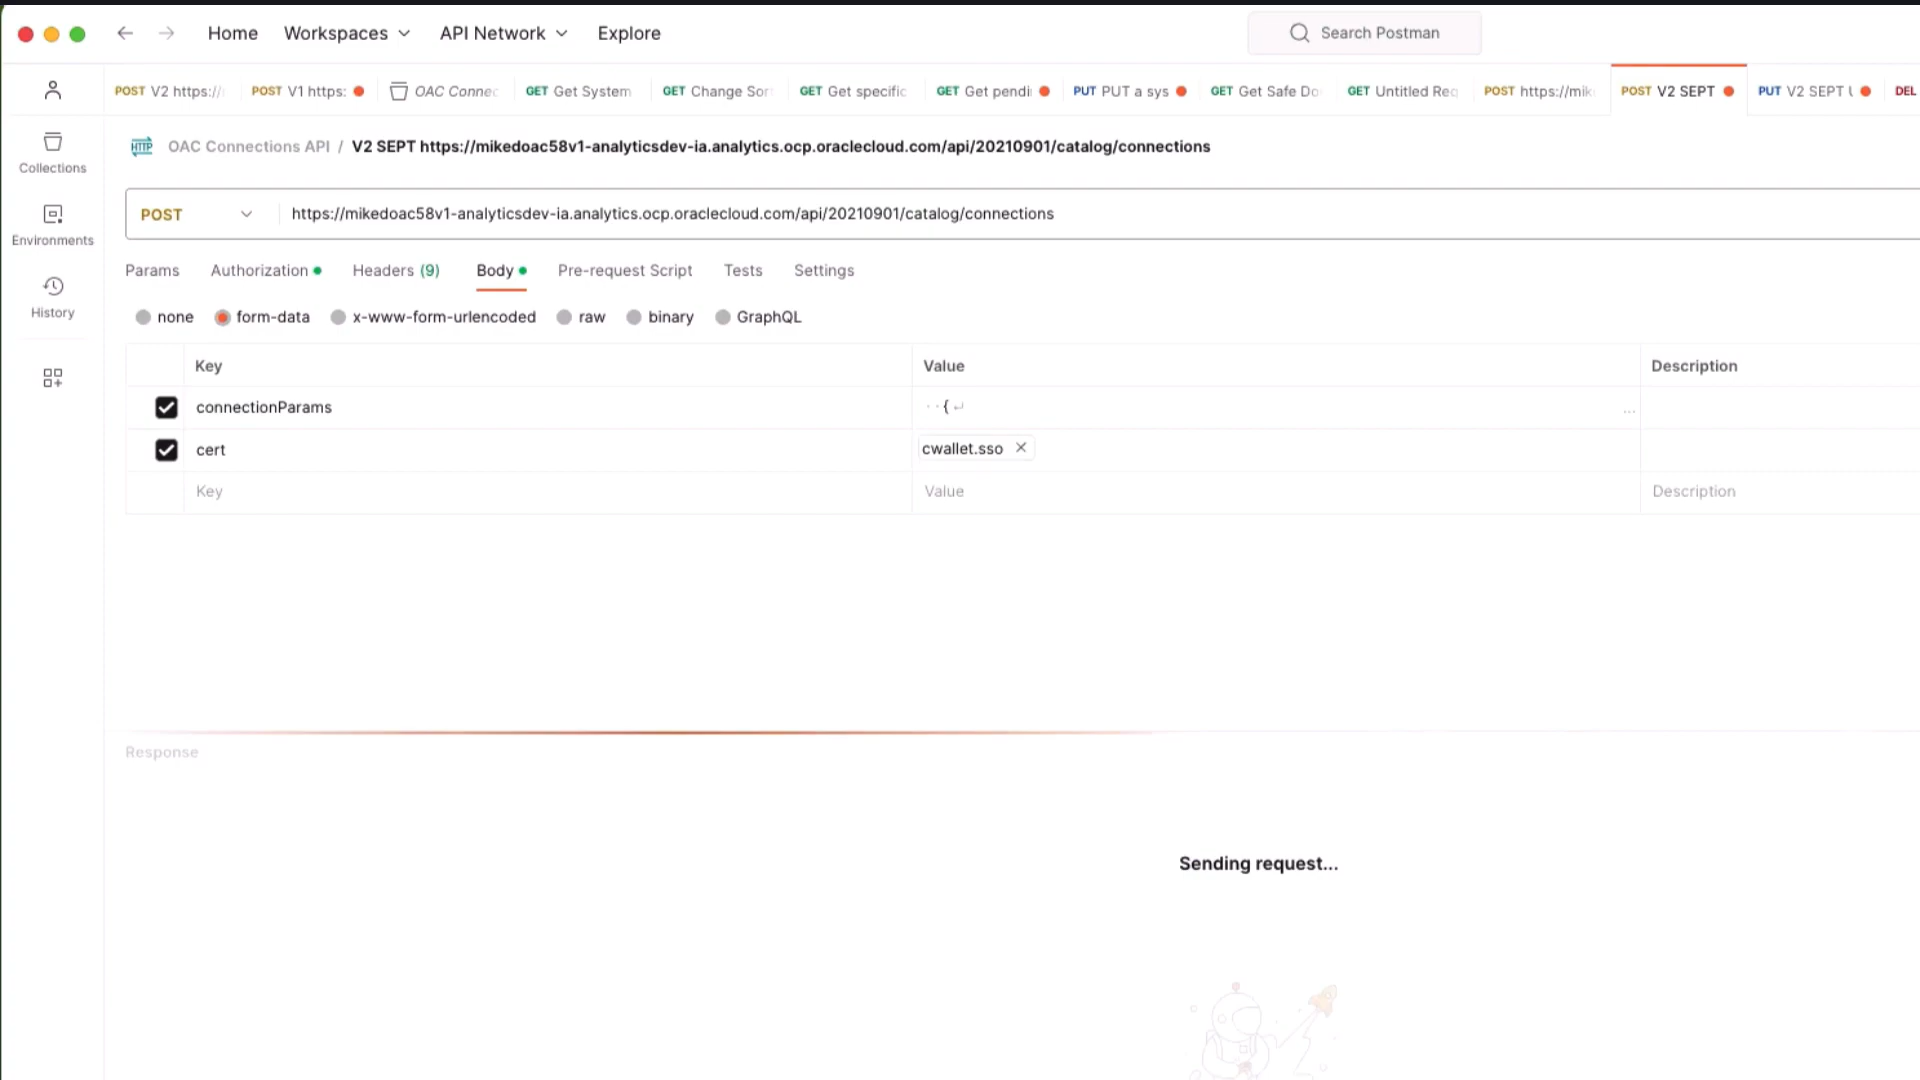 Home Workspaces API Network Explore Search Postman
POST V2 https:// POST V1 https: OAC Connec GET Get System GET Change Sor GET Get specific GET Get pendi PUT PUT a sys GET Get Safe Do GET Untitled Req POST https://mik POST V2 SEPT PUT V2 SEPT U DEL
Collections
Environments
History
HTTP OAC Connections API / V2 SEPT https://mikedoac58v1-analyticsdev-ia.analytics.ocp.oraclecloud.com/api/20210901/catalog/connections
POST https://mikedoac58v1-analyticsdev-ia.analytics.ocp.oraclecloud.com/api/20210901/catalog/connections
Params Authorization Headers (9) Body Pre-request Script Tests Settings
none form-data x-www-form-urlencoded raw binary GraphQL
Key Value Description
connectionParams ··{↵ ...
cert cwallet.sso ×
Key Value Description
Response
Sending request...